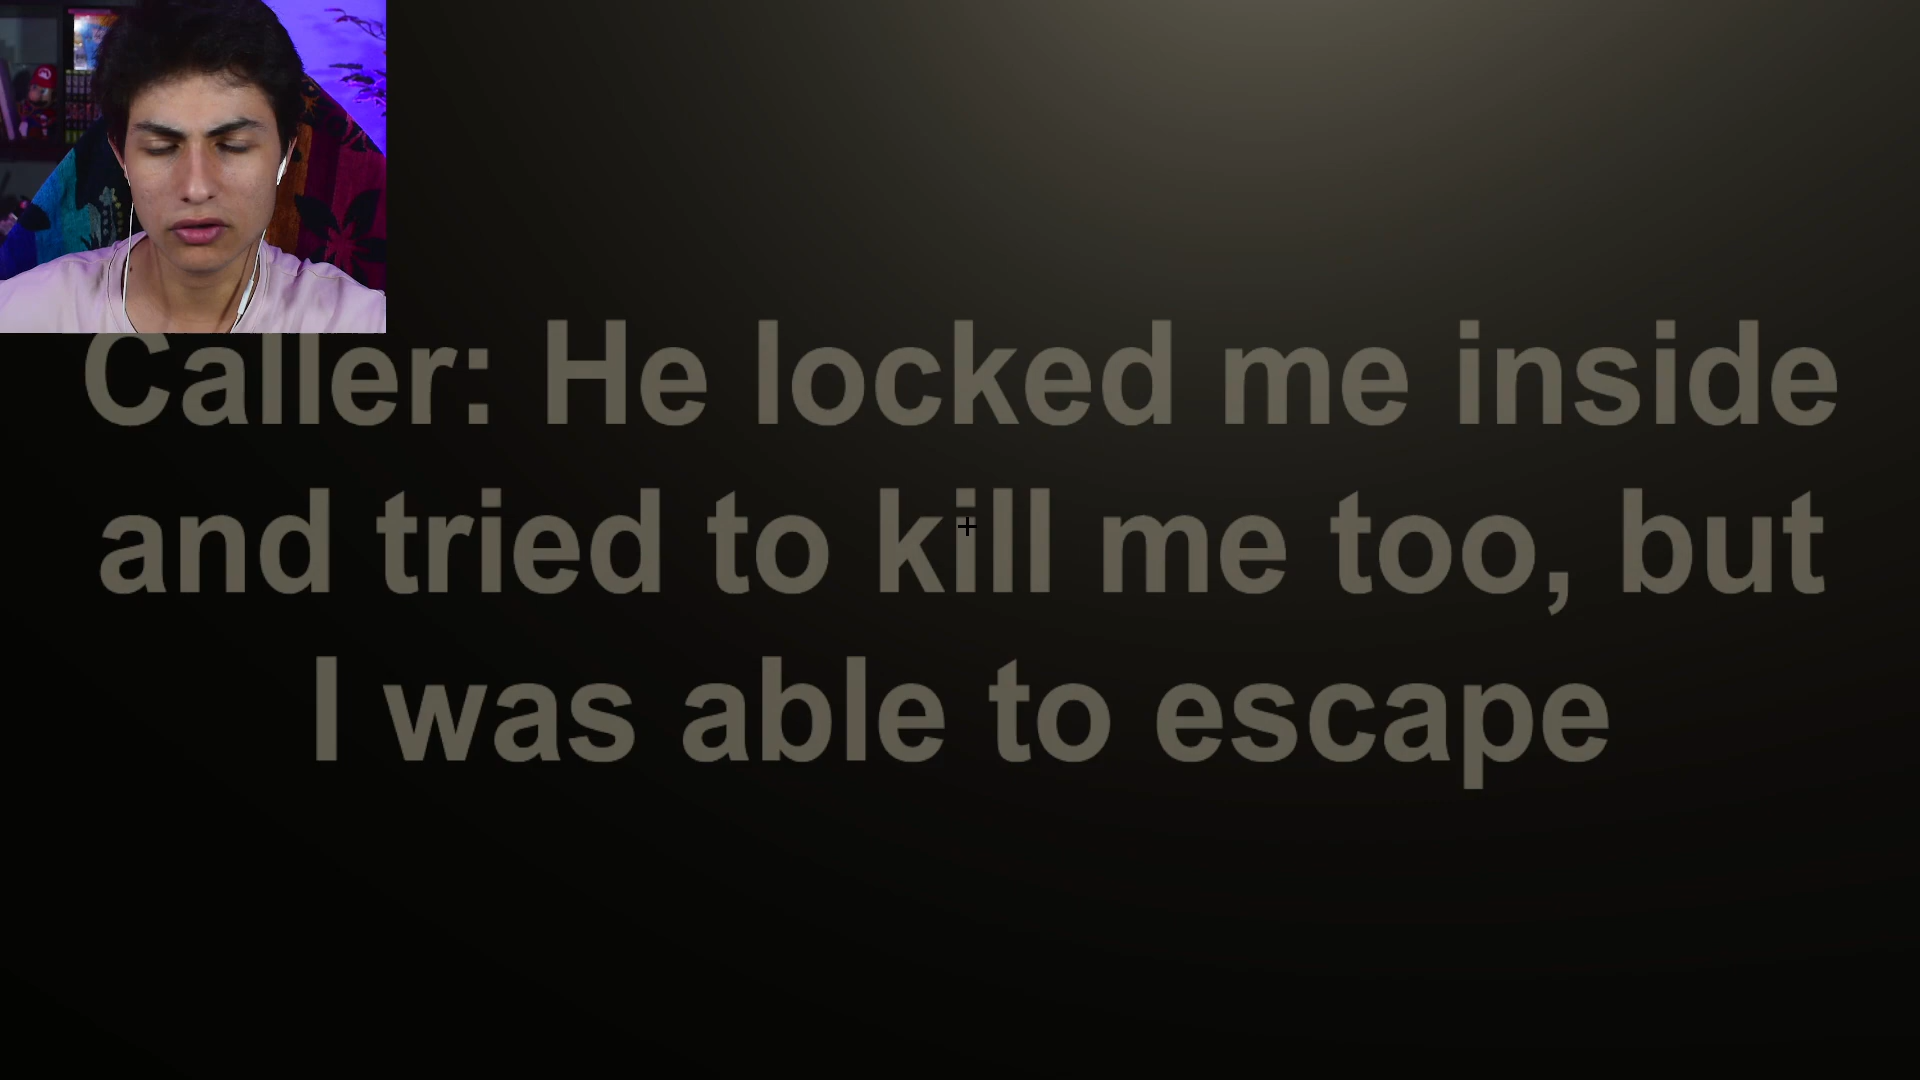 Caller: He locked me inside
and tried to kill me too, but
I was able to escape